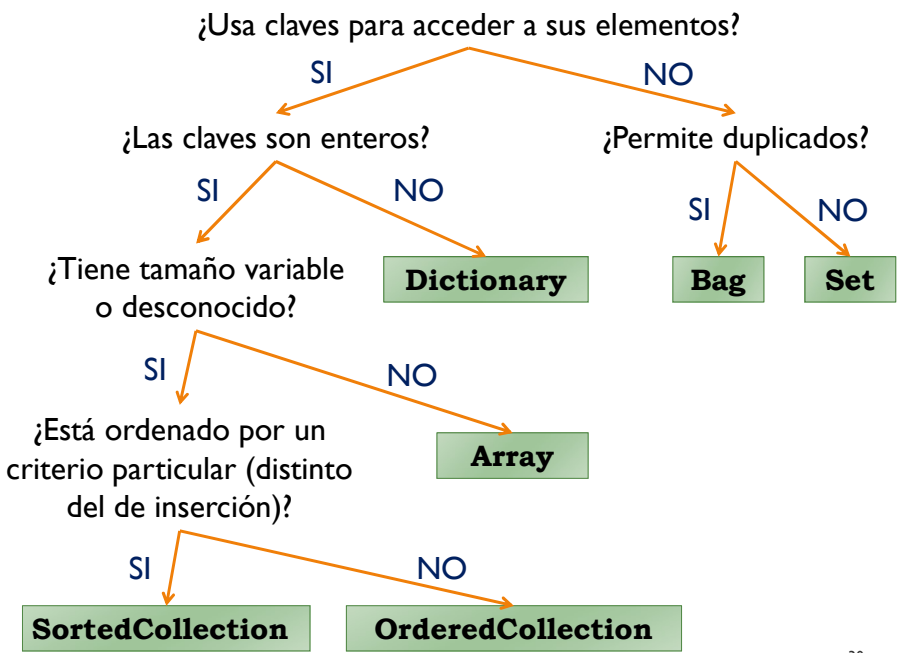 ¿Usa claves para acceder a sus elementos?
SI
NO
¿Las claves son enteros?
¿Permite duplicados?
SI
NO
SI
NO
¿Tiene tamaño variable
o desconocido?
Dictionary
Bag
Set
SI
NO
¿Está ordenado por un
criterio particular (distinto
del de inserción)?
Array
SI
NO
SortedCollection
OrderedCollection